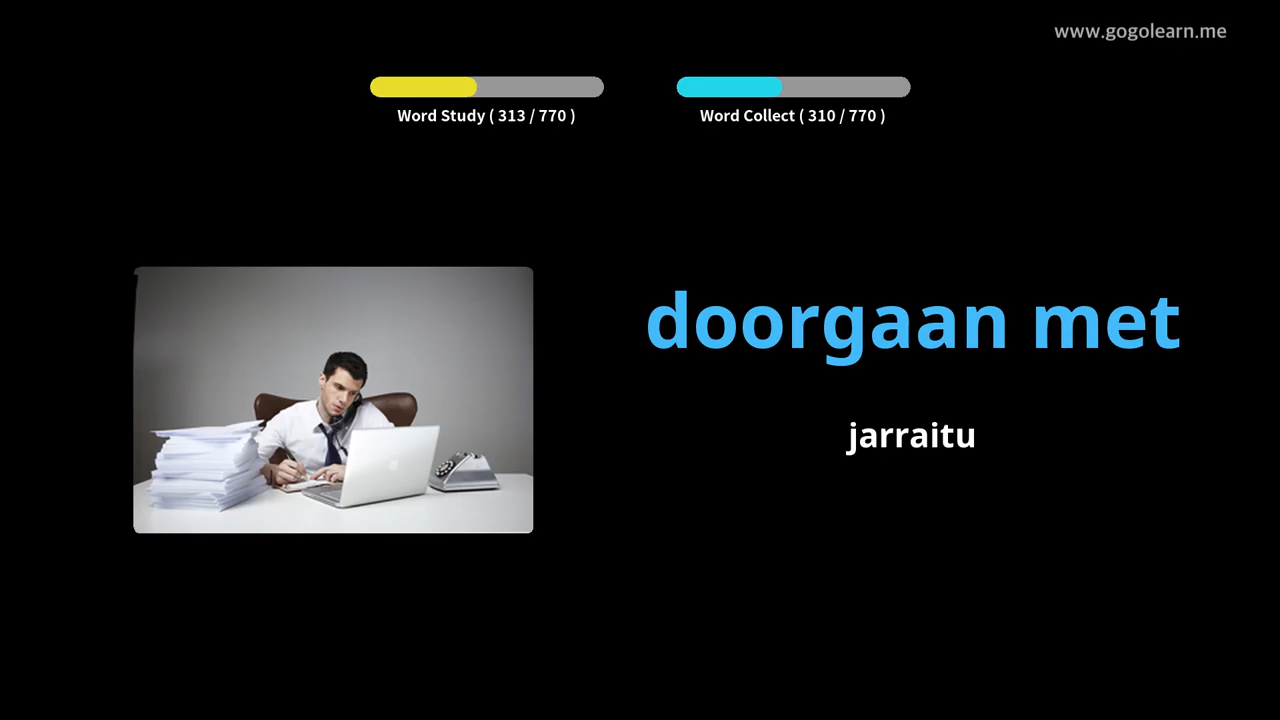 www.gogolearn.me
Word Study ( 313 / 770 )
Word Collect ( 310 / 770 )
doorgaan met
jarraitu